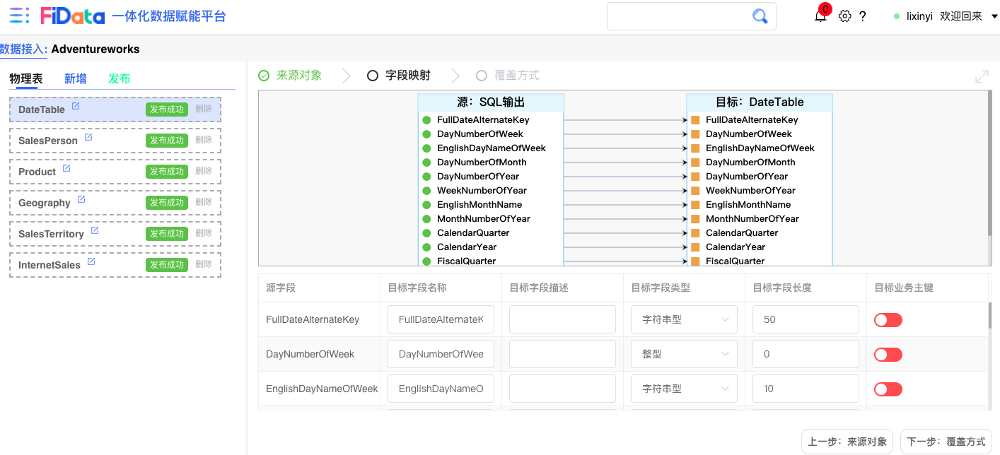 FiData 一体化数据赋能平台
0
?
lixinyi 欢迎回来
数据接入: Adventureworks
物理表 新增 发布
DateTable 发布成功 删除
SalesPerson 发布成功 删除
Product 发布成功 删除
Geography 发布成功 删除
SalesTerritory 发布成功 删除
InternetSales 发布成功 删除
来源对象 字段映射 覆盖方式
源：SQL输出 目标：DateTable
FullDateAlternateKey FullDateAlternateKey
DayNumberOfWeek DayNumberOfWeek
EnglishDayNameOfWeek EnglishDayNameOfWeek
DayNumberOfMonth DayNumberOfMonth
DayNumberOfYear DayNumberOfYear
WeekNumberOfYear WeekNumberOfYear
EnglishMonthName EnglishMonthName
MonthNumberOfYear MonthNumberOfYear
CalendarQuarter CalendarQuarter
CalendarYear CalendarYear
FiscalQuarter FiscalQuarter
源字段 目标字段名称 目标字段描述 目标字段类型 目标字段长度 目标业务主键
FullDateAlternateKey FullDateAlternateK 字符串型 50
DayNumberOfWeek DayNumberOfWee 整型 0
EnglishDayNameOfWeek EnglishDayNameO 字符串型 10
上一步：来源对象 下一步：覆盖方式